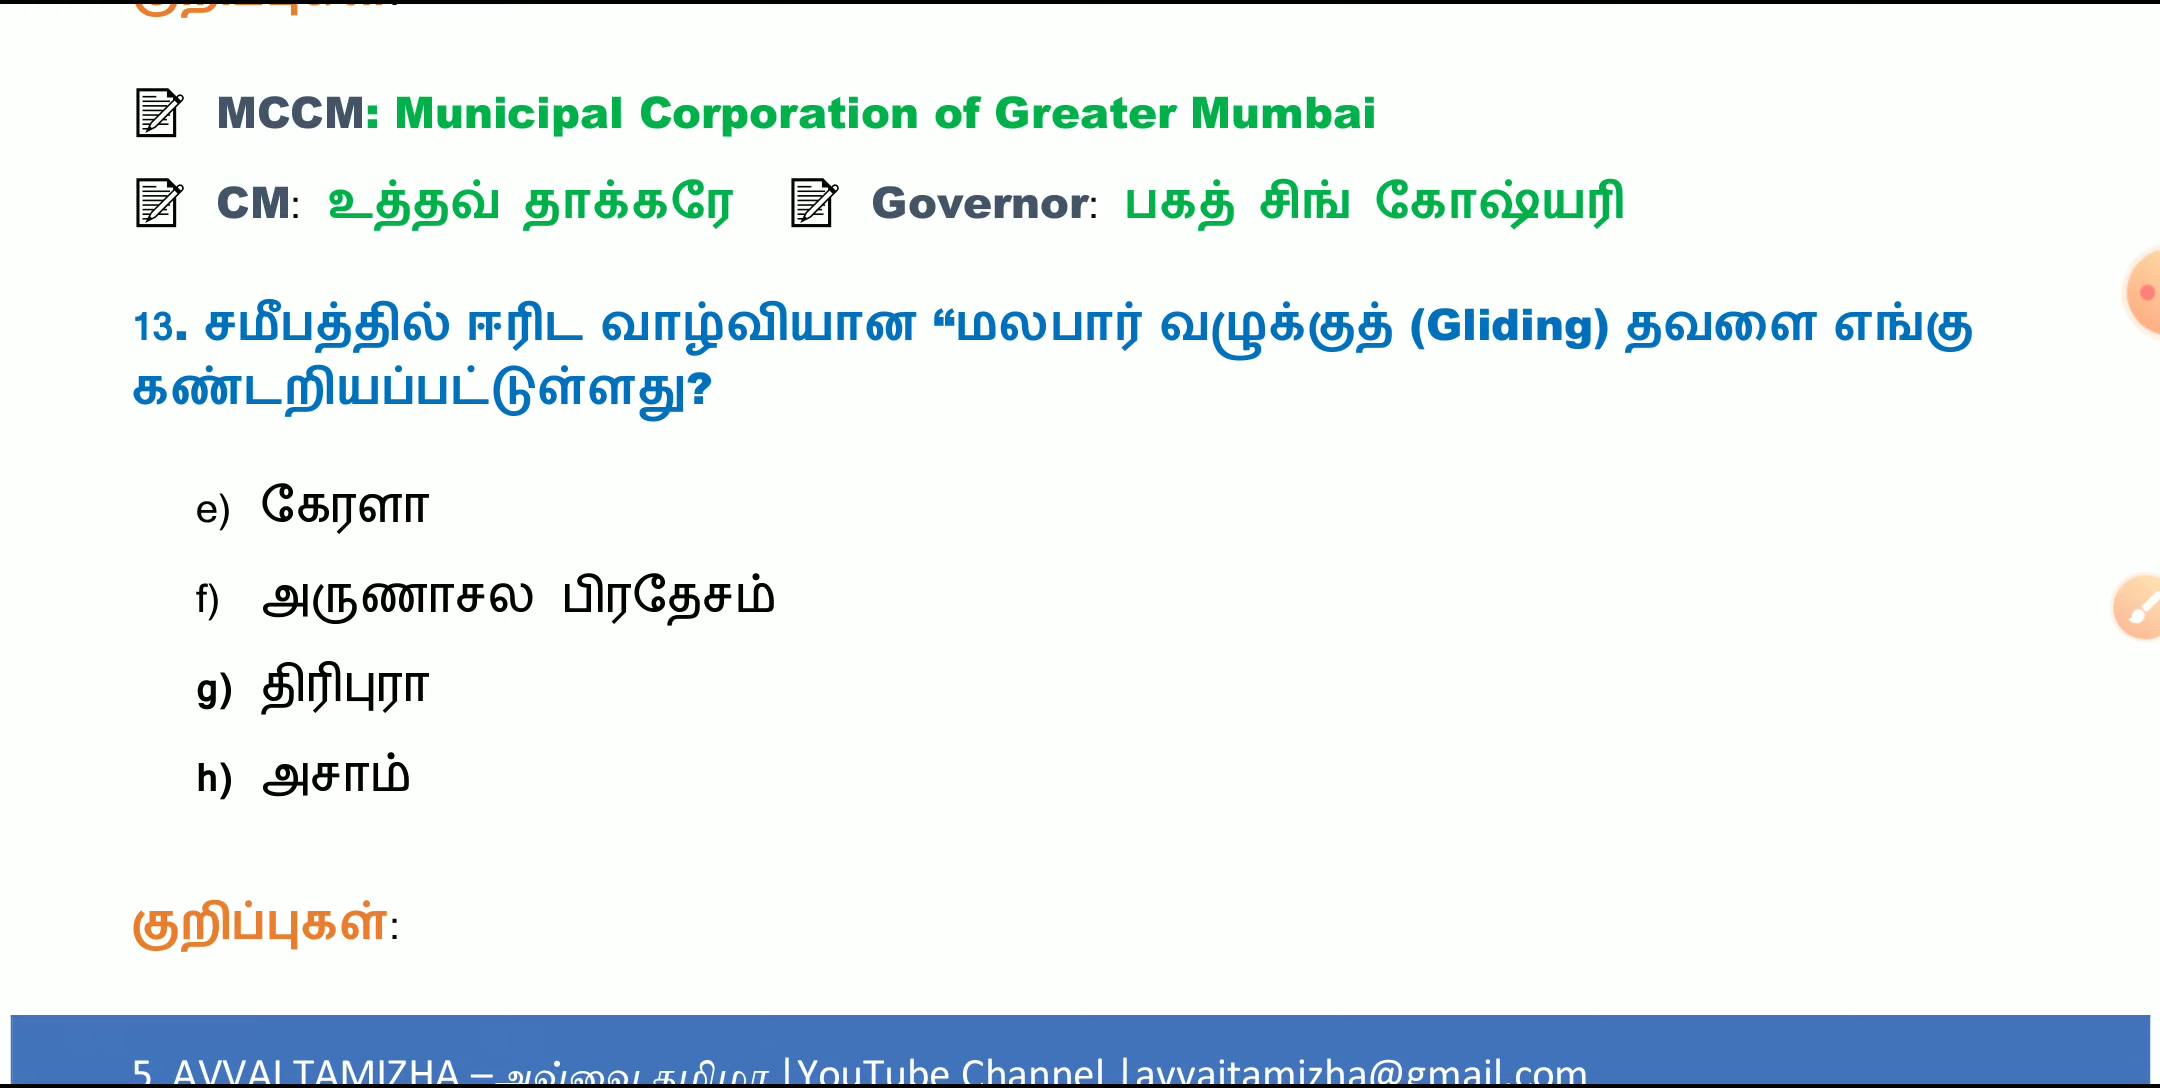 குறிப்புகள்:
MCCM: Municipal Corporation of Greater Mumbai
CM: உத்தவ் தாக்கரே Governor: பகத் சிங் கோஷ்யரி
13. சமீபத்தில் ஈரிட வாழ்வியான “மலபார் வழுக்குத் (Gliding) தவளை எங்கு
கண்டறியப்பட்டுள்ளது?
e) கேரளா
f) அருணாசல பிரதேசம்
g) திரிபுரா
h) அசாம்
குறிப்புகள்:
5 AVVAI TAMIZHA – அவ்வை தமிழா |YouTube Channel |avvaitamizha@gmail.com